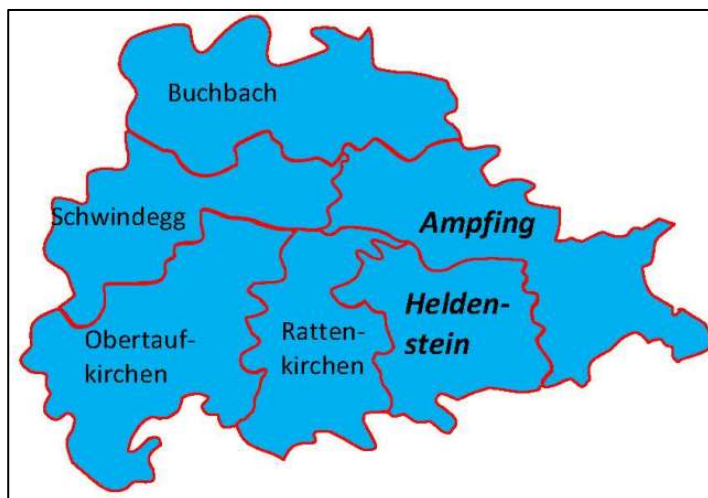 Buchbach
Schwindegg
Ampfing
Obertauf-
kirchen
Ratten-
kirchen
Helden-
stein